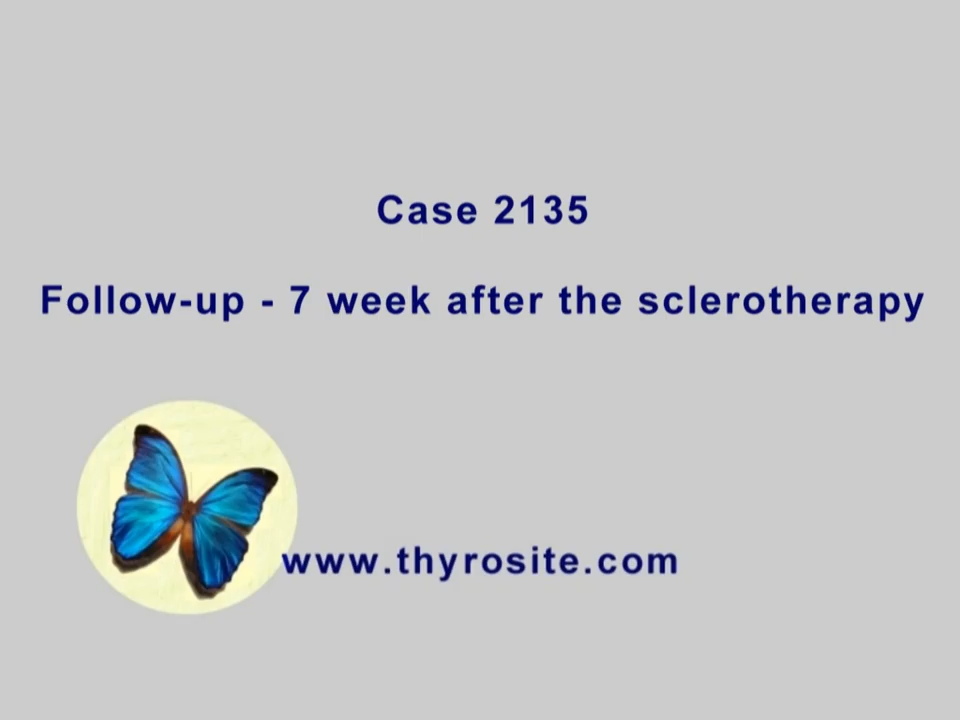 Case 2135
Follow-up - 7 week after the sclerotherapy
www.thyrosite.com